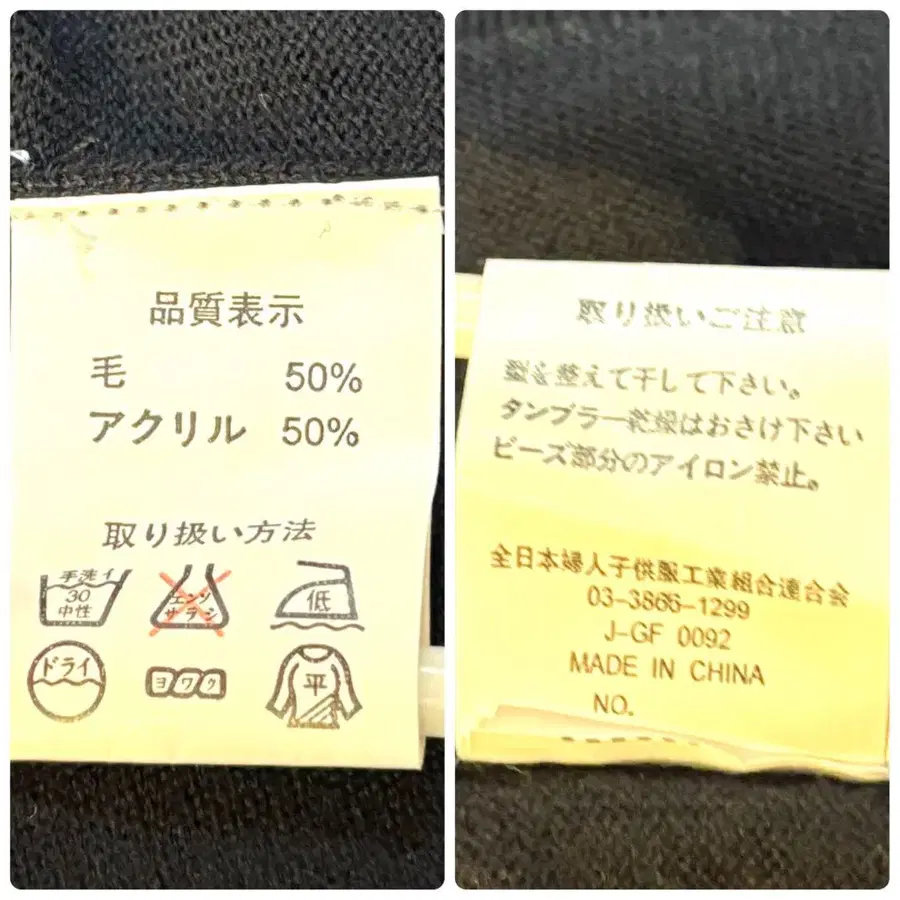 品質表示
毛 50%
アクリル 50%
取り扱い方法
手洗イ
30
中性
エンソ
サラシ
低
ドライ
ヨワク
平
取り扱いご注意
型を整えて干して下さい。
タンブラー乾燥はおさけ下さい
ビーズ部分のアイロン禁止。
全日本婦人子供服工業組合連合会
03-3866-1299
J-GF 0092
MADE IN CHINA
NO.